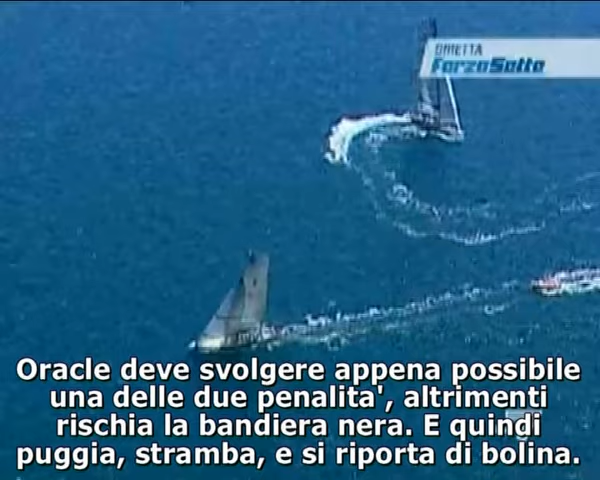 DIRETTA
ForzaSette
Oracle deve svolgere appena possibile
una delle due penalita', altrimenti
rischia la bandiera nera. E quindi
puggia, stramba, e si riporta di bolina.